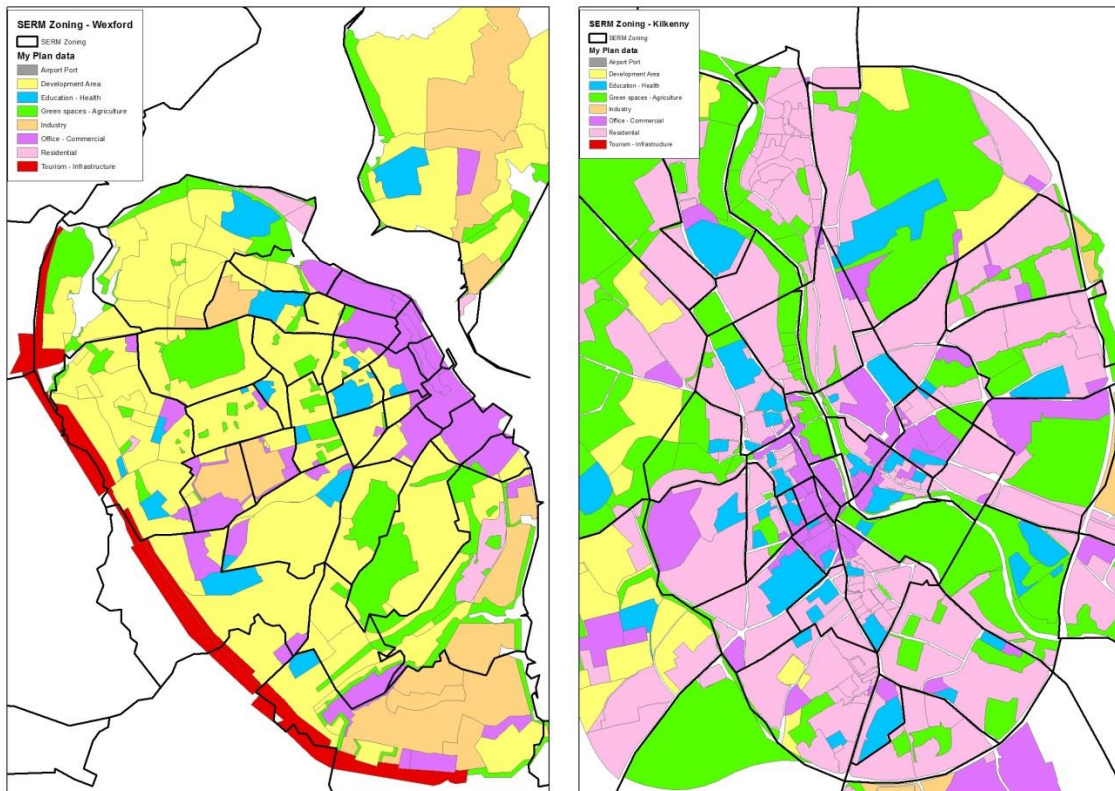 SERM Zoning - Wexford
SERM Zoning
My Plan data
Airport Port
Development Area
Education - Health
Green spaces - Agriculture
Industry
Office - Commercial
Residential
Tourism - Infrastructure
SERM Zoning - Kilkenny
SERM Zoning
My Plan data
Airport Port
Development Area
Education - Health
Green spaces - Agriculture
Industry
Office - Commercial
Residential
Tourism - Infrastructure